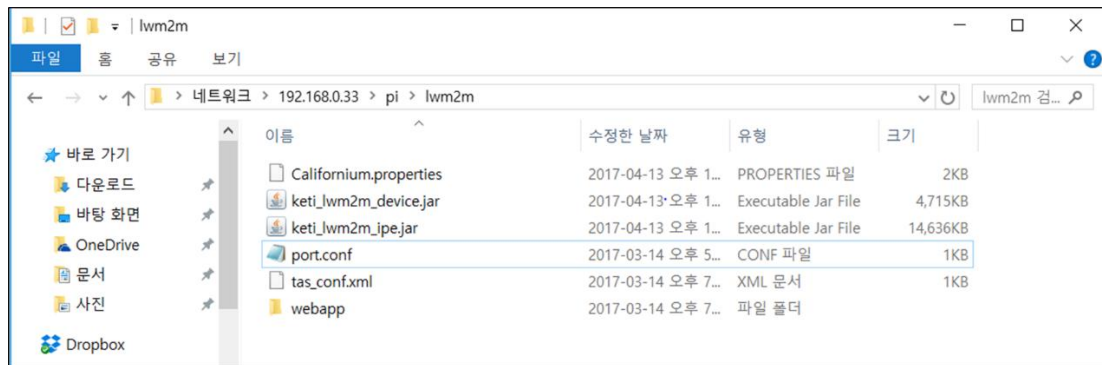 lwm2m
파일 홈 공유 보기
네트워크 > 192.168.0.33 > pi > lwm2m
lwm2m 검...
이름 수정한 날짜 유형 크기
바로 가기
다운로드
바탕 화면
OneDrive
문서
사진
Dropbox
Californium.properties 2017-04-13 오후 1... PROPERTIES 파일 2KB
keti_lwm2m_device.jar 2017-04-13 오후 1... Executable Jar File 4,715KB
keti_lwm2m_ipe.jar 2017-04-13 오후 1... Executable Jar File 14,636KB
port.conf 2017-03-14 오후 5... CONF 파일 1KB
tas_conf.xml 2017-03-14 오후 7... XML 문서 1KB
webapp 2017-03-14 오후 7... 파일 폴더